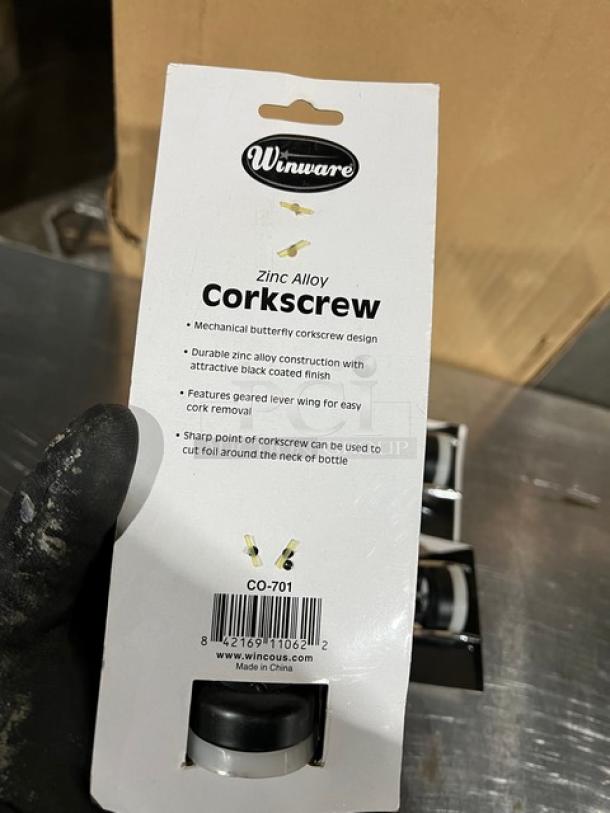 Winware
Zinc Alloy
Corkscrew
• Mechanical butterfly corkscrew design
• Durable zinc alloy construction with
attractive black coated finish
• Features geared lever wing for easy
cork removal
• Sharp point of corkscrew can be used to
cut foil around the neck of bottle
PCI
CO-701
8 42169 11062 2
www.wincous.com
Made in China